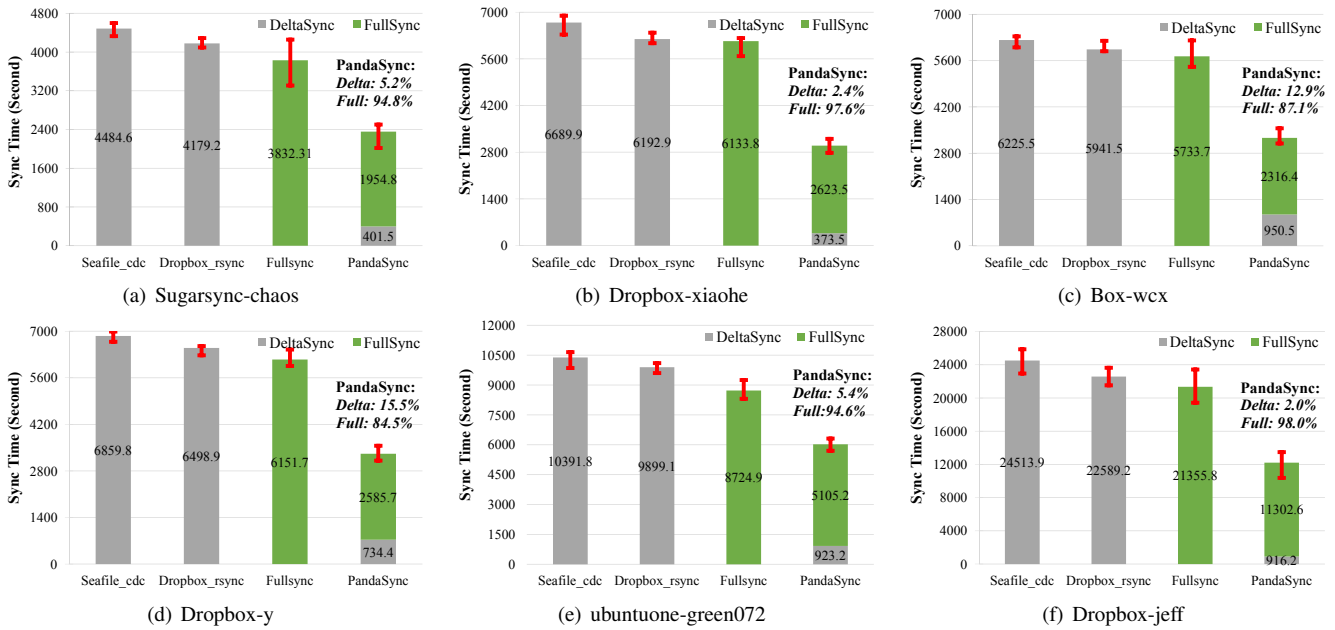 DeltaSync FullSync
Sync Time (Second)
4800
4000
3200
2400
1600
800
0
4484.6
4179.2
3832.31
1954.8
401.5
PandaSync:
Delta: 5.2%
Full: 94.8%
Seafile_cdc Dropbox_rsync Fullsync PandaSync
(a) Sugarsync-chaos
DeltaSync FullSync
Sync Time (Second)
7000
5600
4200
2800
1400
0
6689.9
6192.9
6133.8
2623.5
373.5
PandaSync:
Delta: 2.4%
Full: 97.6%
Seafile_cdc Dropbox_rsync Fullsync PandaSync
(b) Dropbox-xiaohe
DeltaSync FullSync
Sync Time (Second)
7000
5600
4200
2800
1400
0
6225.5
5941.5
5733.7
2316.4
950.5
PandaSync:
Delta: 12.9%
Full: 87.1%
Seafile_cdc Dropbox_rsync Fullsync PandaSync
(c) Box-wcx
DeltaSync FullSync
Sync Time (Second)
7000
5600
4200
2800
1400
0
6859.8
6498.9
6151.7
2585.7
734.4
PandaSync:
Delta: 15.5%
Full: 84.5%
Seafile_cdc Dropbox_rsync Fullsync PandaSync
(d) Dropbox-y
DeltaSync FullSync
Sync Time (Second)
12000
10500
9000
7500
6000
4500
3000
1500
0
10391.8
9899.1
8724.9
5105.2
923.2
PandaSync:
Delta: 5.4%
Full:94.6%
Seafile_cdc Dropbox_rsync Fullsync PandaSync
(e) ubuntuone-green072
DeltaSync FullSync
Sync Time (Second)
28000
24000
20000
16000
12000
8000
4000
0
24513.9
22589.2
21355.8
11302.6
916.2
PandaSync:
Delta: 2.0%
Full: 98.0%
Seafile_cdc Dropbox_rsync Fullsync PandaSync
(f) Dropbox-jeff